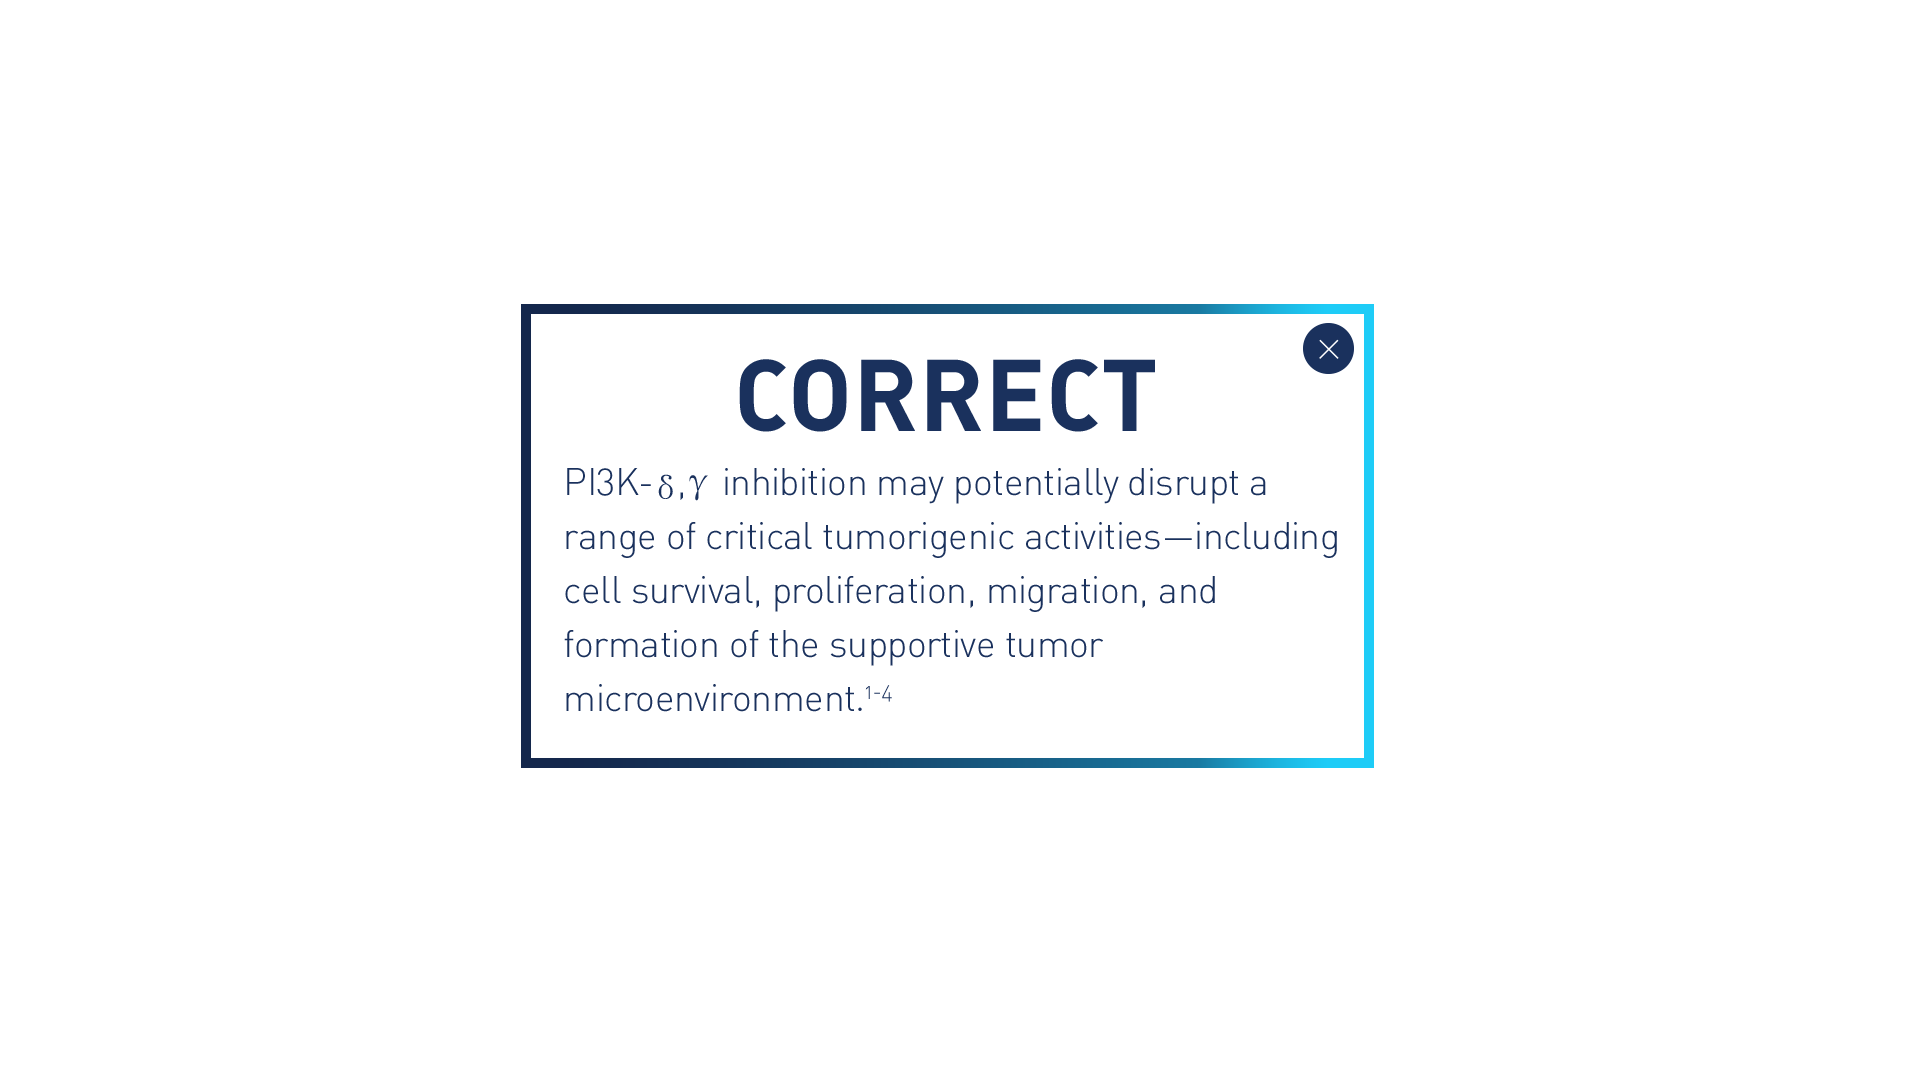 CORRECT
PI3K-δ,γ inhibition may potentially disrupt a
range of critical tumorigenic activities—including
cell survival, proliferation, migration, and
formation of the supportive tumor
microenvironment.¹⁻⁴